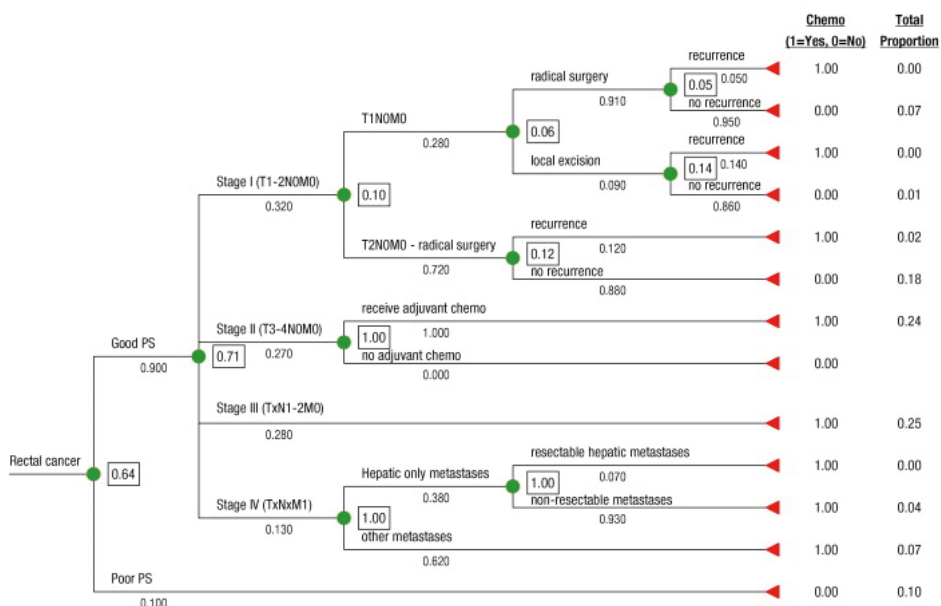 Chemo Total
(1=Yes, 0=No) Proportion
recurrence
0.050 1.00 0.00
radical surgery
0.910
0.05
no recurrence
0.950 0.00 0.07
T1N0M0
0.280
0.06
recurrence
0.140 1.00 0.00
local excision
0.090
0.14
no recurrence
0.860 0.00 0.01
Stage I (T1-2N0M0)
0.320
0.10
recurrence
0.120 1.00 0.02
T2N0M0 - radical surgery
0.720
0.12
no recurrence
0.880 0.00 0.18
receive adjuvant chemo
1.000 1.00 0.24
Good PS
0.900
0.71
Stage II (T3-4N0M0)
0.270
1.00
no adjuvant chemo
0.000 0.00
Stage III (TxN1-2M0)
0.280 1.00 0.25
Rectal cancer
0.64
resectable hepatic metastases
0.070 1.00 0.00
Hepatic only metastases
0.380
1.00
non-resectable metastases
0.930 1.00 0.04
Stage IV (TxNxM1)
0.130
1.00
other metastases
0.620 1.00 0.07
Poor PS
0.100 0.00 0.10